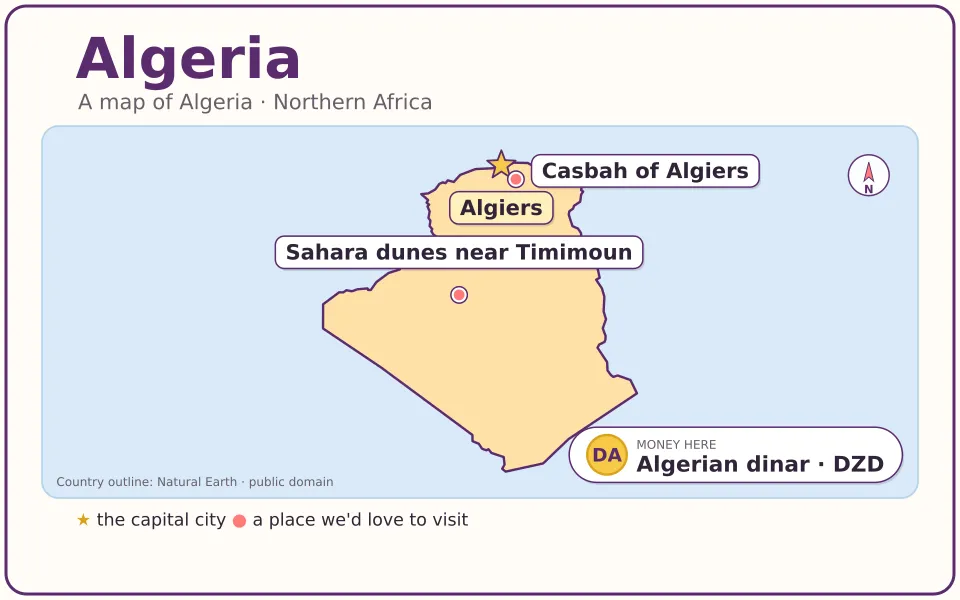 Algeria
A map of Algeria · Northern Africa
Casbah of Algiers
N
Algiers
Sahara dunes near Timimoun
DA
MONEY HERE
Algerian dinar · DZD
Country outline: Natural Earth · public domain
the capital city
a place we'd love to visit